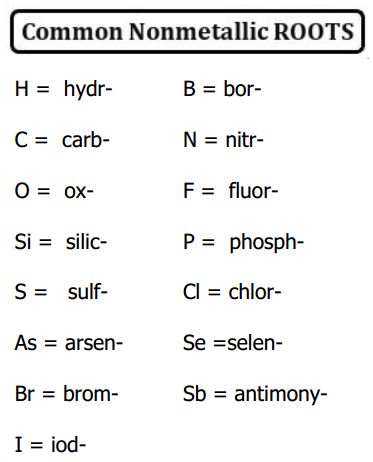 Common Nonmetallic ROOTS
H = hydr-
B = bor-
C = carb-
N = nitr-
O = ox-
F = fluor-
Si = silic-
P = phosph-
S = sulf-
Cl = chlor-
As = arsen-
Se =selen-
Br = brom-
Sb = antimony-
I = iod-